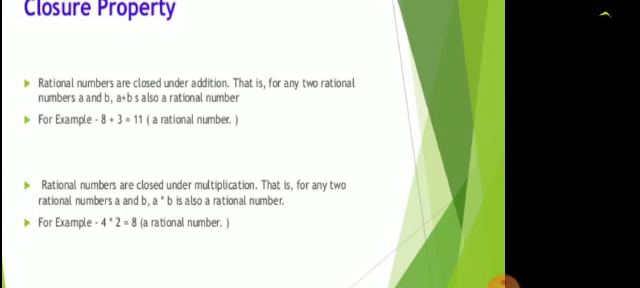 Closure Property
Rational numbers are closed under addition. That is, for any two rational
numbers a and b, a+b s also a rational number
For Example - 8 + 3 = 11 ( a rational number. )
Rational numbers are closed under multiplication. That is, for any two
rational numbers a and b, a * b is also a rational number.
For Example - 4 * 2 = 8 (a rational number. )